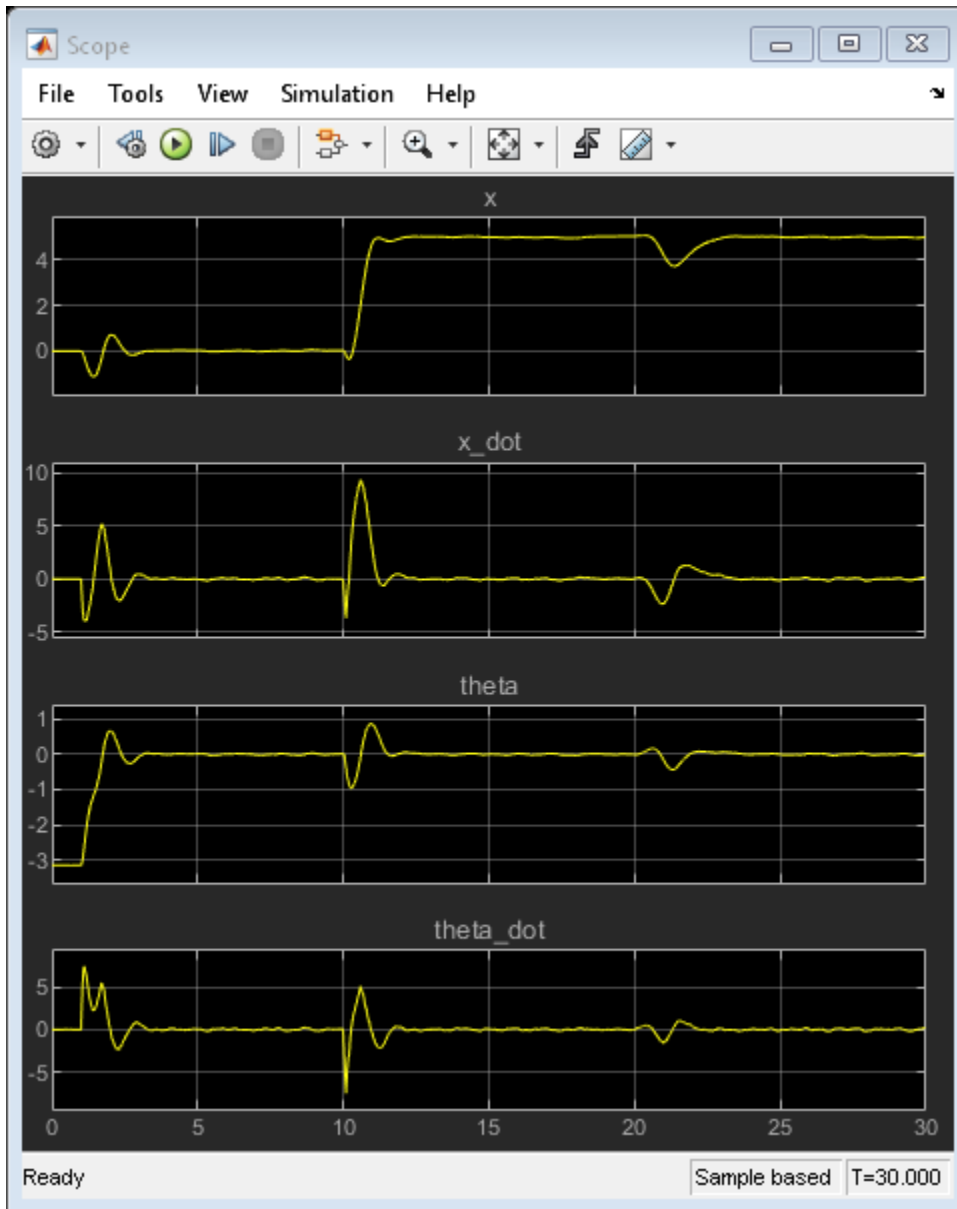 Scope
File Tools View Simulation Help
x
4
2
0
x_dot
10
5
0
-5
theta
1
0
-1
-2
-3
theta_dot
5
0
-5
0 5 10 15 20 25 30
Ready Sample based T=30.000